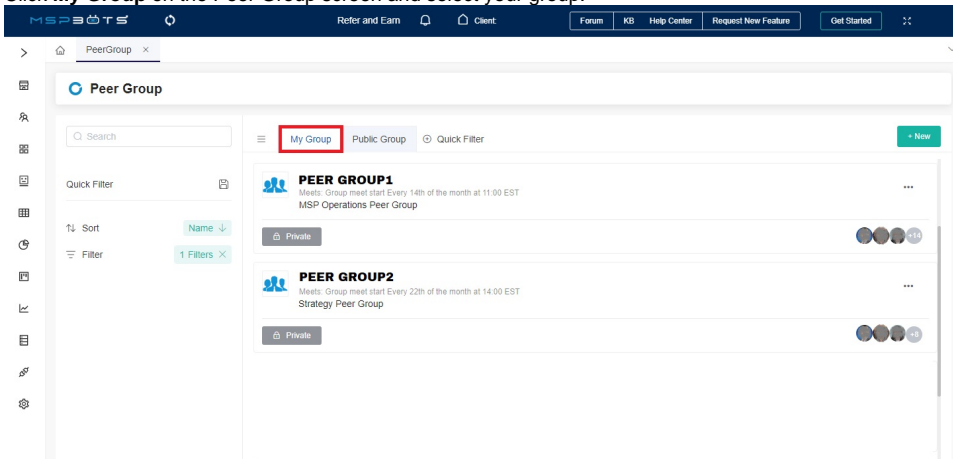 Click My Group on the Peer Group screen and select your group.
MSPBOTS Refer and Earn Client Forum KB Help Center Request New Feature Get Started
PeerGroup ×
Peer Group
Search
My Group Public Group Quick Filter + New
Quick Filter
Sort Name ↓
Filter 1 Filters ×
PEER GROUP1
Meets: Group meet start Every 14th of the month at 11:00 EST
MSP Operations Peer Group
Private +14
PEER GROUP2
Meets: Group meet start Every 22th of the month at 14:00 EST
Strategy Peer Group
Private +8